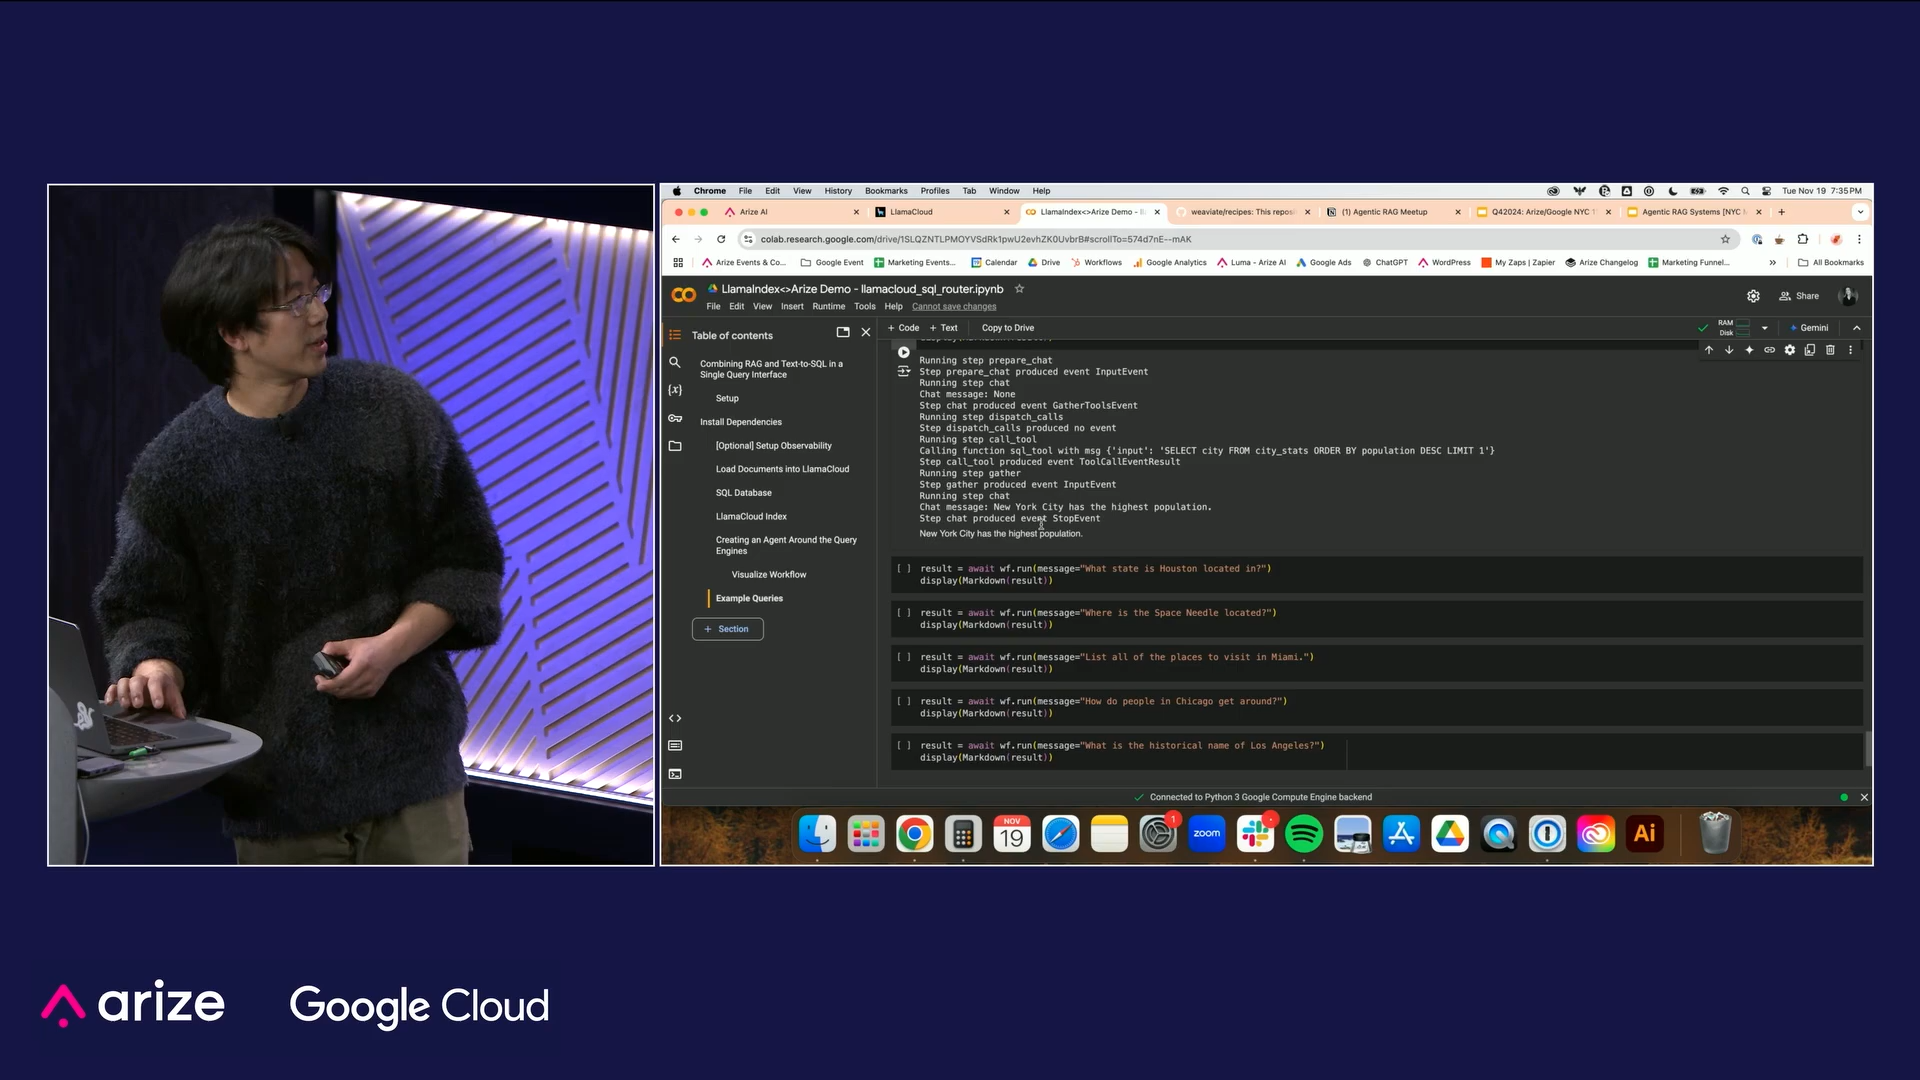 Chrome File Edit View History Bookmarks Profiles Tab Window Help
Tue Nov 19 7:35 PM
Arize AI
LlamaCloud
LlamaIndex<>Arize Demo - ll
weaviate/recipes: This reposi
(1) Agentic RAG Meetup
Q42024: Arize/Google NYC 1
Agentic RAG Systems [NYC
colab.research.google.com/drive/1SLQZNTLPMOYVSdRk1pwU2evhZK0UvbrB#scrollTo=574d7nE--mAK
Arize Events & Co...
Google Event
Marketing Events...
Calendar
Drive
Workflows
Google Analytics
Luma - Arize AI
Google Ads
ChatGPT
WordPress
My Zaps | Zapier
Arize Changelog
Marketing Funnel...
All Bookmarks
LlamaIndex<>Arize Demo - llamacloud_sql_router.ipynb
File Edit View Insert Runtime Tools Help Cannot save changes
Share
+ Code + Text Copy to Drive
RAM
Disk
Gemini
Table of contents
Combining RAG and Text-to-SQL in a
Single Query Interface
Setup
Install Dependencies
[Optional] Setup Observability
Load Documents into LlamaCloud
SQL Database
LlamaCloud Index
Creating an Agent Around the Query
Engines
Visualize Workflow
Example Queries
+ Section
Running step prepare_chat
Step prepare_chat produced event InputEvent
Running step chat
Chat message: None
Step chat produced event GatherToolsEvent
Running step dispatch_calls
Step dispatch_calls produced no event
Running step call_tool
Calling function sql_tool with msg {'input': 'SELECT city FROM city_stats ORDER BY population DESC LIMIT 1'}
Step call_tool produced event ToolCallEventResult
Running step gather
Step gather produced event InputEvent
Running step chat
Chat message: New York City has the highest population.
Step chat produced event StopEvent
New York City has the highest population.
[ ] result = await wf.run(message="What state is Houston located in?")
display(Markdown(result))
[ ] result = await wf.run(message="Where is the Space Needle located?")
display(Markdown(result))
[ ] result = await wf.run(message="List all of the places to visit in Miami.")
display(Markdown(result))
[ ] result = await wf.run(message="How do people in Chicago get around?")
display(Markdown(result))
[ ] result = await wf.run(message="What is the historical name of Los Angeles?")
display(Markdown(result))
Connected to Python 3 Google Compute Engine backend
NOV
19
1
zoom
Ai
arize
Google Cloud